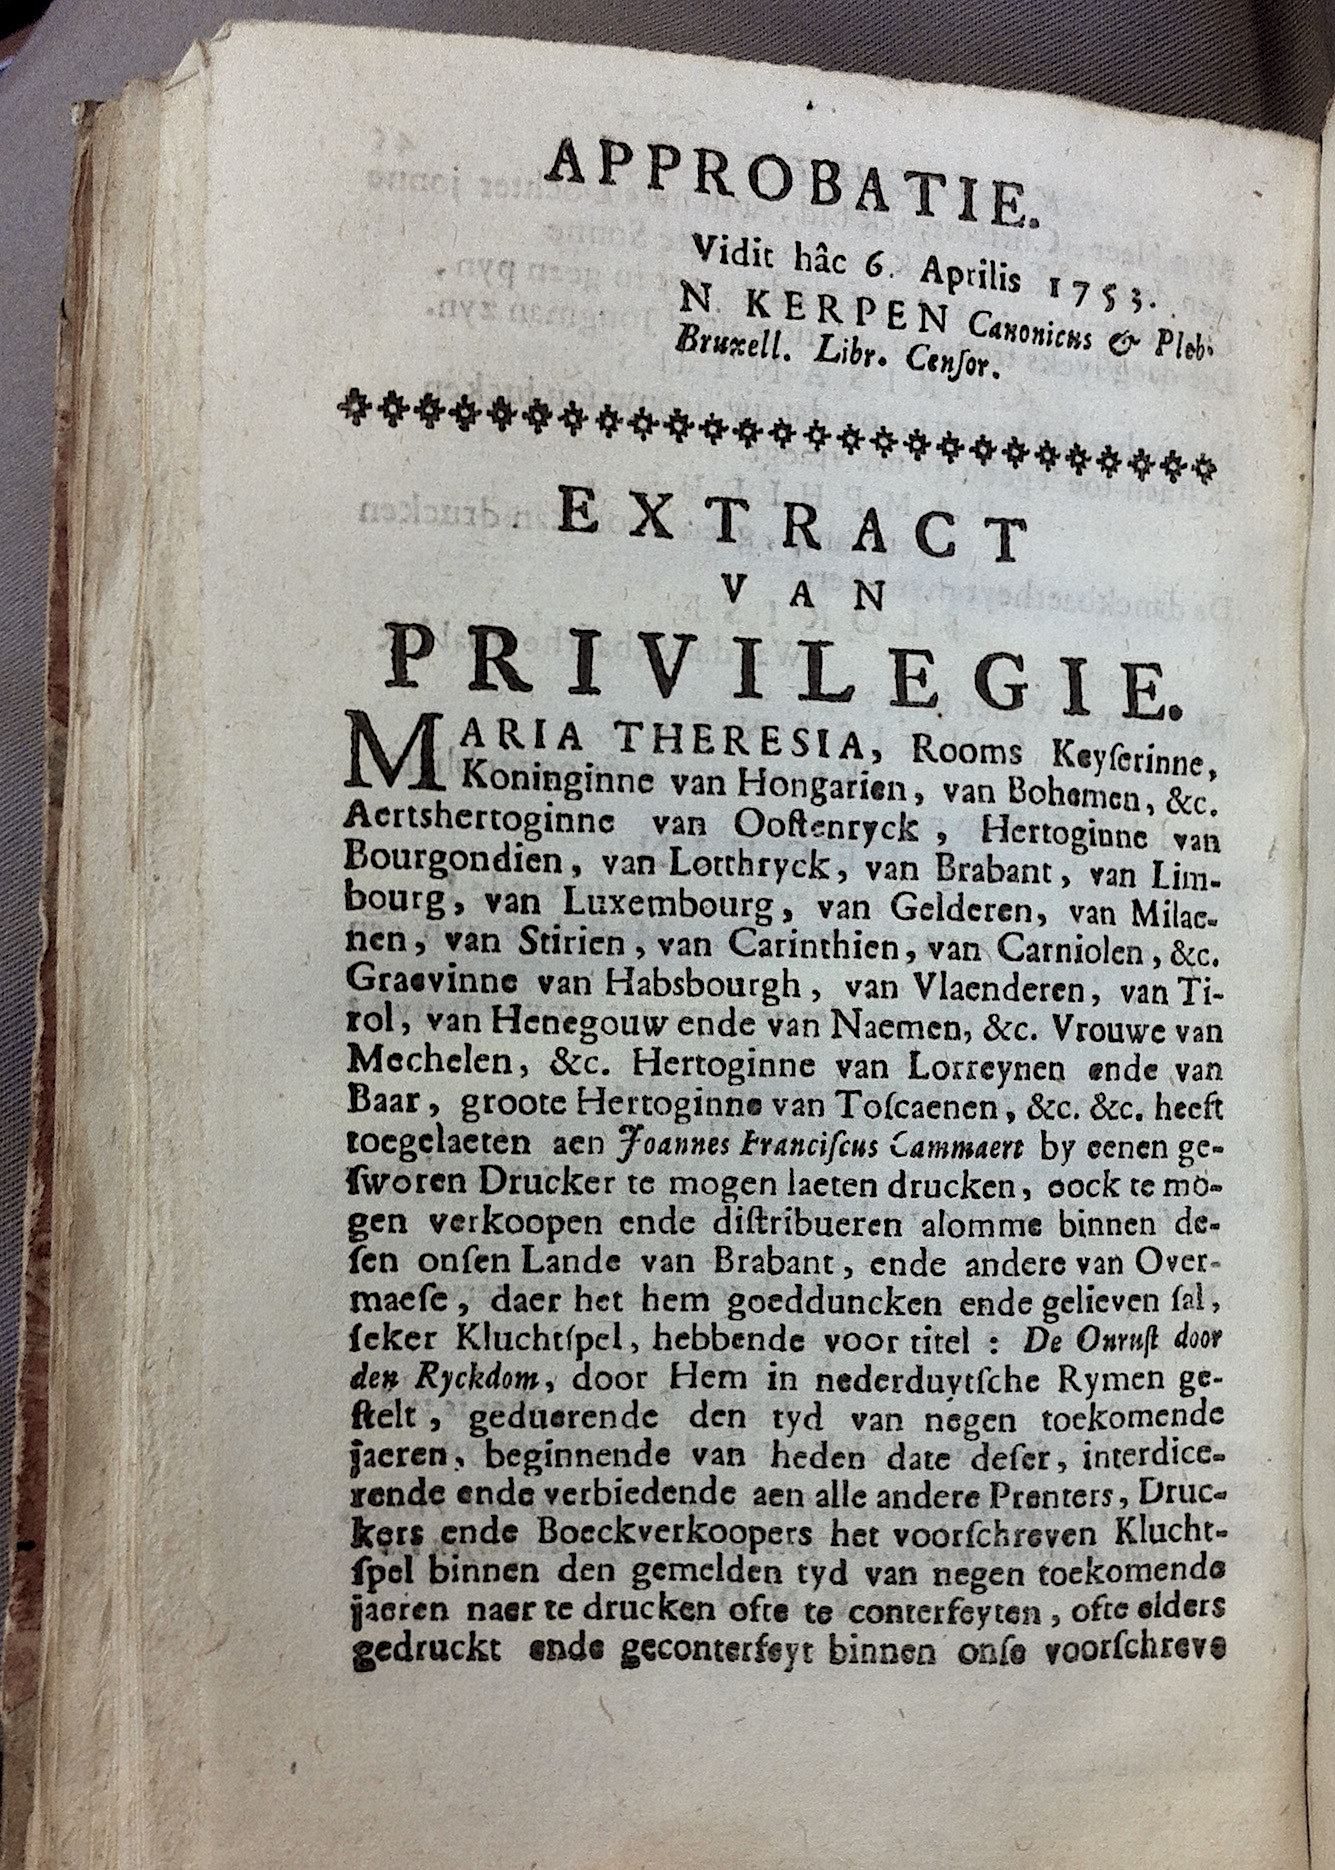 APPROBATIE.
Vidit hâc 6. Aprilis 1753.
N. KERPEN Canonicus & Pleb.
Bruxell. Libr. Cenſor.
EXTRACT
VAN
PRIVILEGIE.
MARIA THERESIA, Rooms Keyſerinne,
Koninginne van Hongarien, van Bohemen, &c.
Aertshertoginne van Ooſtenryck, Hertoginne van
Bourgondien, van Lotthryck, van Brabant, van Lim-
bourg, van Luxembourg, van Gelderen, van Milae-
nen, van Stirien, van Carinthien, van Carniolen, &c.
Graevinne van Habsbourgh, van Vlaenderen, van Ti-
rol, van Henegouw ende van Naemen, &c. Vrouwe van
Mechelen, &c. Hertoginne van Lorreynen ende van
Baar, groote Hertoginne van Toſcaenen, &c. &c. heeft
toegelaeten aen Joannes Franciſcus Cammaert by eenen ge-
ſworen Drucker te mogen laeten drucken, oock te mo-
gen verkoopen ende diſtribueren alomme binnen de-
ſen onſen Lande van Brabant, ende andere van Over-
maeſe, daer het hem goedduncken ende gelieven ſal,
ſeker Kluchtſpel, hebbende voor titel : De Onruſt door
den Ryckdom, door Hem in nederduytſche Rymen ge-
ſtelt, geduerende den tyd van negen toekomende
jaeren, beginnende van heden date deſer, interdice-
rende ende verbiedende aen alle andere Prenters, Druc-
kers ende Boeckverkoopers het voorſchreven Klucht-
ſpel binnen den gemelden tyd van negen toekomende
jaeren naer te drucken ofte te conterfeyten, ofte elders
gedruckt ende geconterfeyt binnen onſe voorſchreve